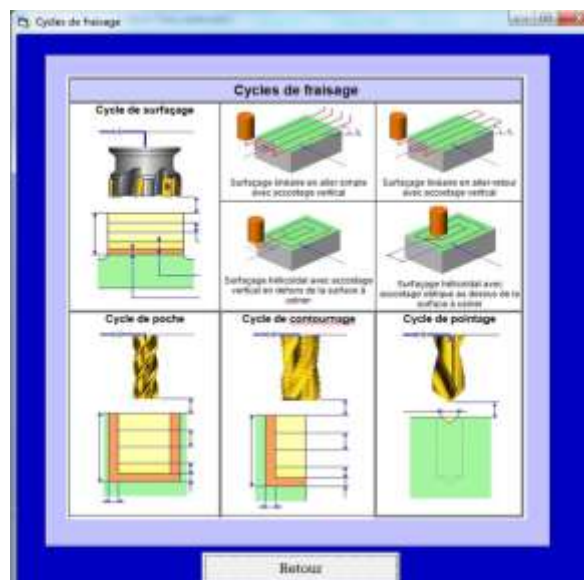 Cycles de fraisage
Cycles de fraisage
Cycle de surfaçage
Surfaçage linéaire en aller simple
avec accostage vertical
Surfaçage linéaire en aller retour
avec accostage vertical
Surfaçage hélicoïdal avec accostage
vertical en dehors de la surface à
usiner
Surfaçage hélicoïdal avec
accostage oblique au dessus de la
surface à usiner
Cycle de poche
Cycle de contournage
Cycle de pointage
Retour